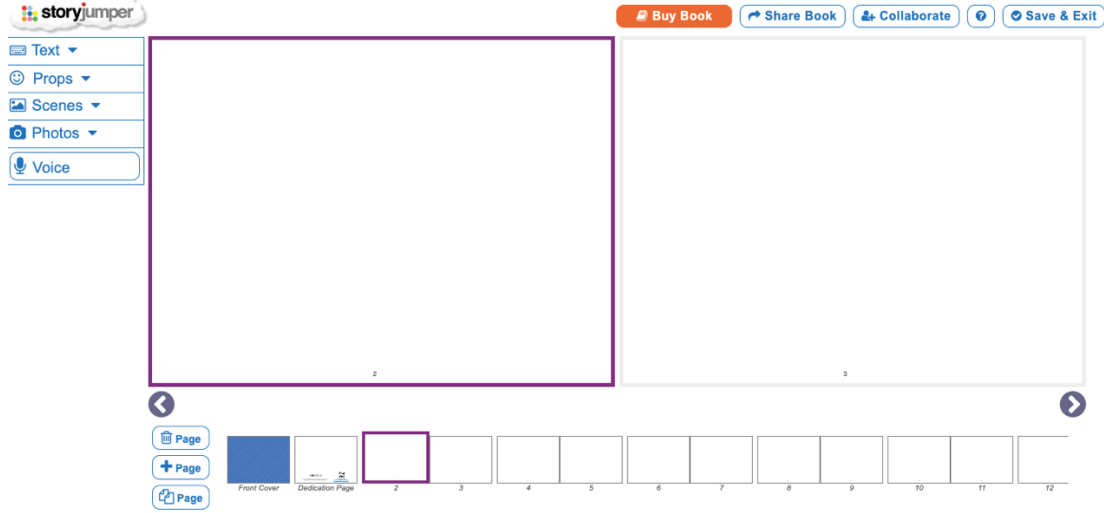 storyjumper
Buy Book
Share Book
Collaborate
Save & Exit
Text
Props
Scenes
Photos
Voice
2
3
Page
Page
Page
Front Cover
Dedication Page
2
3
4
5
6
7
8
9
10
11
12